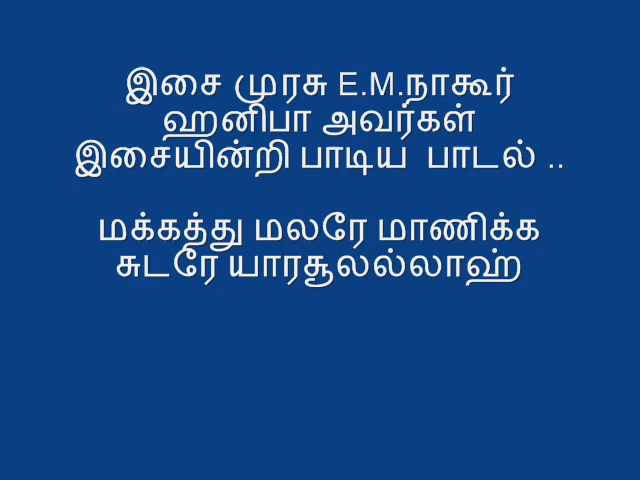 இசை முரசு E.M.நாகூர்
ஹனிபா அவர்கள்
இசையின்றி பாடிய பாடல் ..
மக்கத்து மலரே மாணிக்க
சுடரே யாரசூலல்லாஹ்